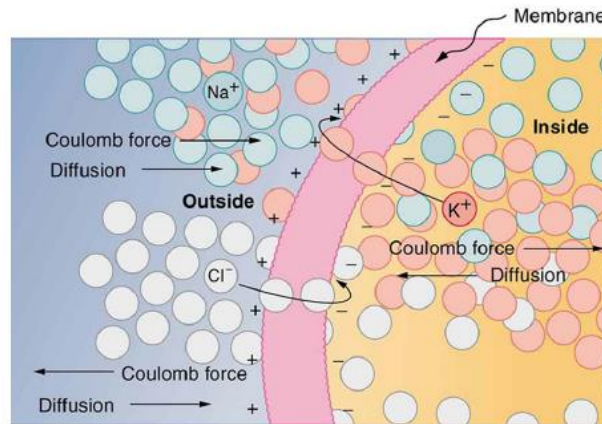 Membrane
Na⁺
Coulomb force
Diffusion
Outside
Inside
K⁺
Coulomb force
Diffusion
Cl⁻
Coulomb force
Diffusion
+
+
+
+
+
+
+
+
+
+
+
−
−
−
−
−
−
−
−
−
−
−